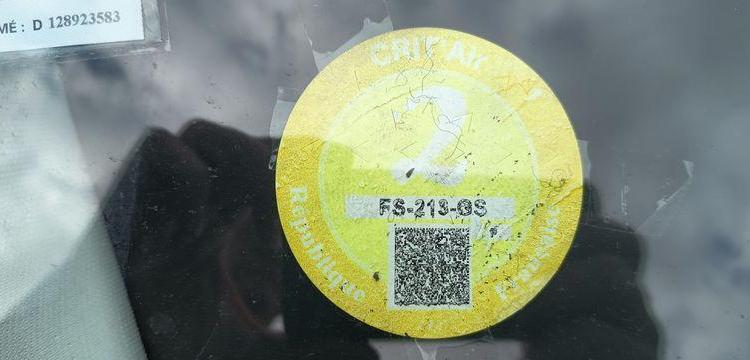 MÉ : D 128923583
CRIT'Air
2
FS-213-GS
République
Française